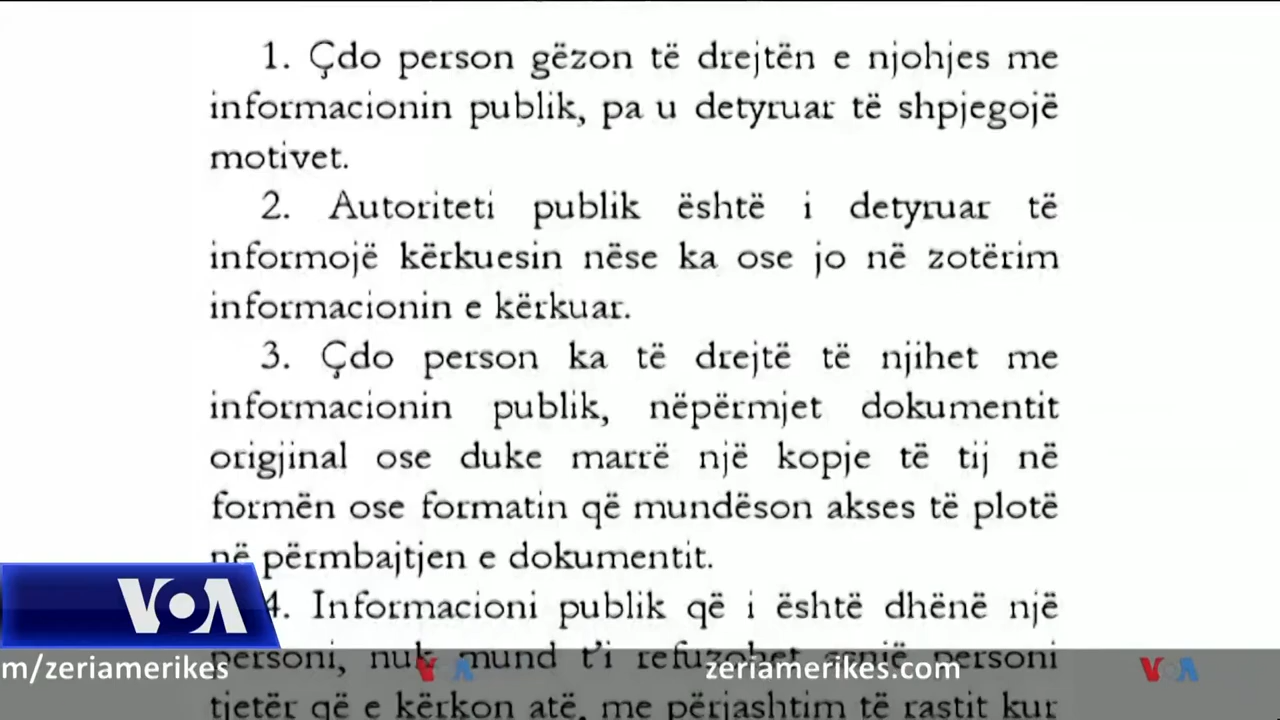 1. Çdo person gëzon të drejtën e njohjes me
informacionin publik, pa u detyruar të shpjegojë
motivet.
2. Autoriteti publik është i detyruar të
informojë kërkuesin nëse ka ose jo në zotërim
informacionin e kërkuar.
3. Çdo person ka të drejtë të njihet me
informacionin publik, nëpërmjet dokumentit
origjinal ose duke marrë një kopje të tij në
formën ose formatin që mundëson akses të plotë
në përmbajtjen e dokumentit.
4. Informacioni publik që i është dhënë një
personi, nuk mund t'i refuzohet personi
tjetër që e kërkon atë, me përjashtim të rastit kur
VOA
m/zeriamerikes VOA zeriamerikes.com VOA